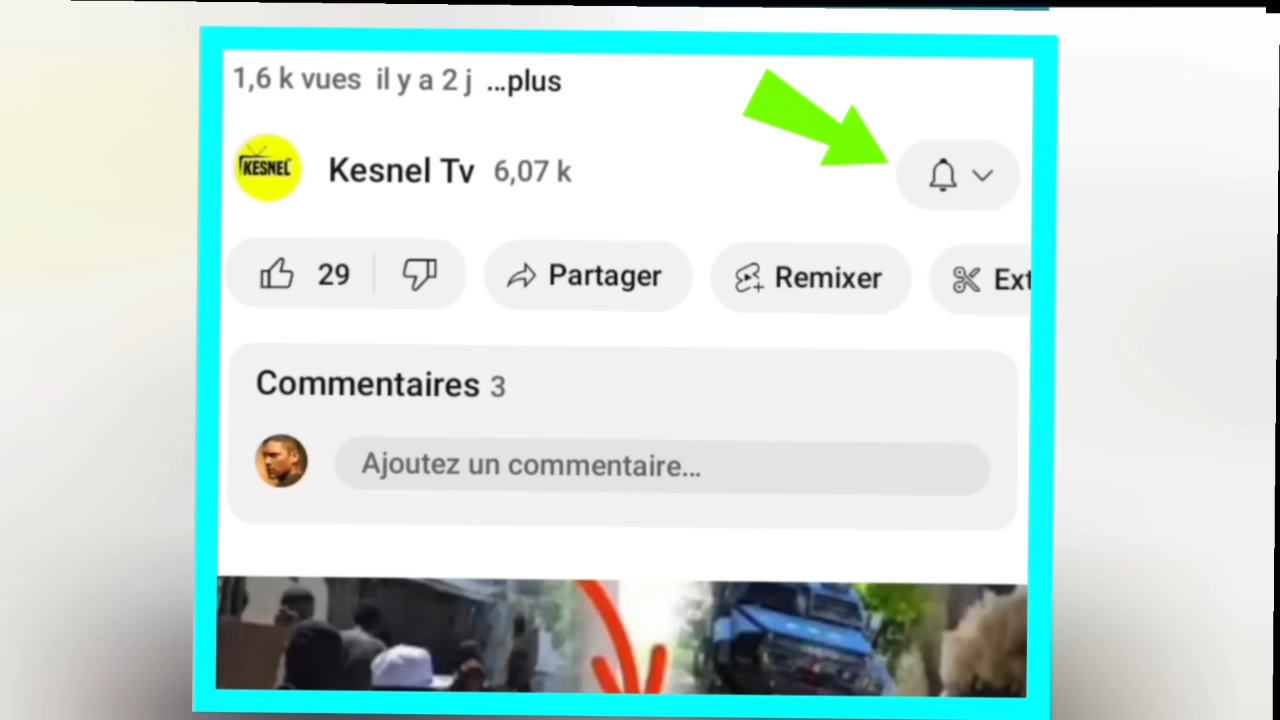 1,6 k vues il y a 2 j ...plus
KESNEL
Kesnel Tv 6,07 k
29 Partager Remixer Ext
Commentaires 3
Ajoutez un commentaire...